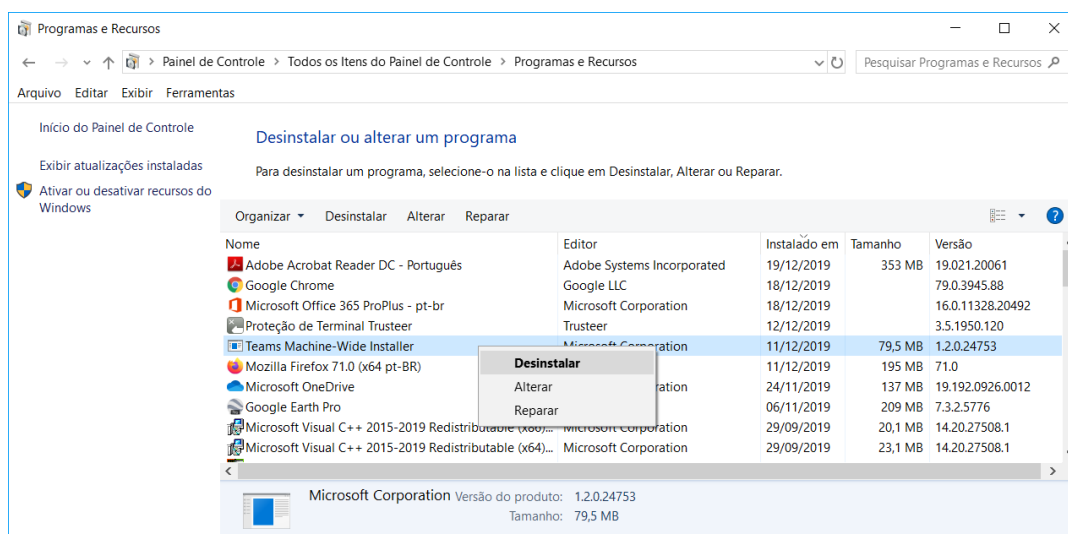 Programas e Recursos
Painel de Controle > Todos os Itens do Painel de Controle > Programas e Recursos
Pesquisar Programas e Recursos
Arquivo Editar Exibir Ferramentas
Início do Painel de Controle
Exibir atualizações instaladas
Ativar ou desativar recursos do
Windows
Desinstalar ou alterar um programa
Para desinstalar um programa, selecione-o na lista e clique em Desinstalar, Alterar ou Reparar.
Organizar Desinstalar Alterar Reparar
Nome Editor Instalado em Tamanho Versão
Adobe Acrobat Reader DC - Português Adobe Systems Incorporated 19/12/2019 353 MB 19.021.20061
Google Chrome Google LLC 18/12/2019 79.0.3945.88
Microsoft Office 365 ProPlus - pt-br Microsoft Corporation 18/12/2019 16.0.11328.20492
Proteção de Terminal Trusteer Trusteer 12/12/2019 3.5.1950.120
Teams Machine-Wide Installer Microsoft Corporation 11/12/2019 79,5 MB 1.2.0.24753
Mozilla Firefox 71.0 (x64 pt-BR) 11/12/2019 195 MB 71.0
Microsoft OneDrive ration 24/11/2019 137 MB 19.192.0926.0012
Google Earth Pro 06/11/2019 209 MB 7.3.2.5776
Microsoft Visual C++ 2015-2019 Redistributable (x86)... Microsoft Corporation 29/09/2019 20,1 MB 14.20.27508.1
Microsoft Visual C++ 2015-2019 Redistributable (x64)... Microsoft Corporation 29/09/2019 23,1 MB 14.20.27508.1
Desinstalar
Alterar
Reparar
Microsoft Corporation Versão do produto: 1.2.0.24753
Tamanho: 79,5 MB